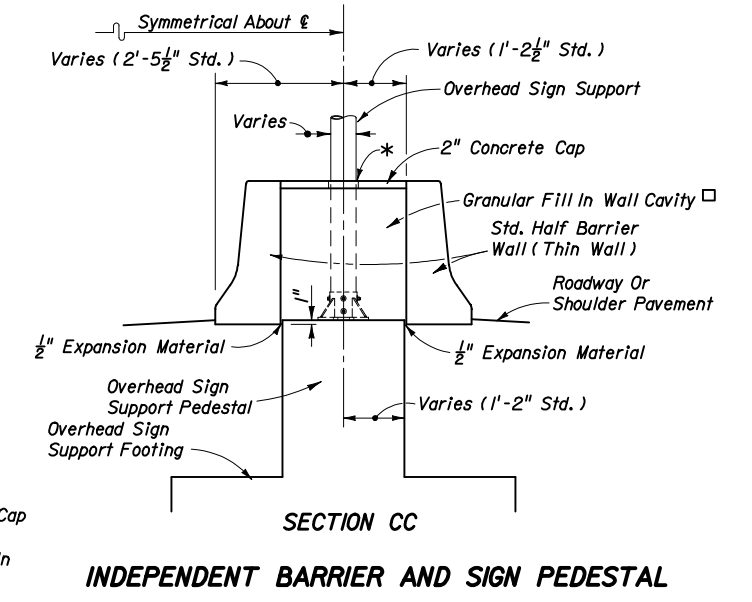 Symmetrical About ℄
Varies (2'-5½" Std.)
Varies (1'-2½" Std.)
Overhead Sign Support
Varies
*
2" Concrete Cap
Granular Fill In Wall Cavity □
Std. Half Barrier
Wall (Thin Wall)
1"
Roadway Or
Shoulder Pavement
½" Expansion Material
½" Expansion Material
Overhead Sign
Support Pedestal
Varies (1'-2" Std.)
Overhead Sign
Support Footing
Cap
SECTION CC
INDEPENDENT BARRIER AND SIGN PEDESTAL